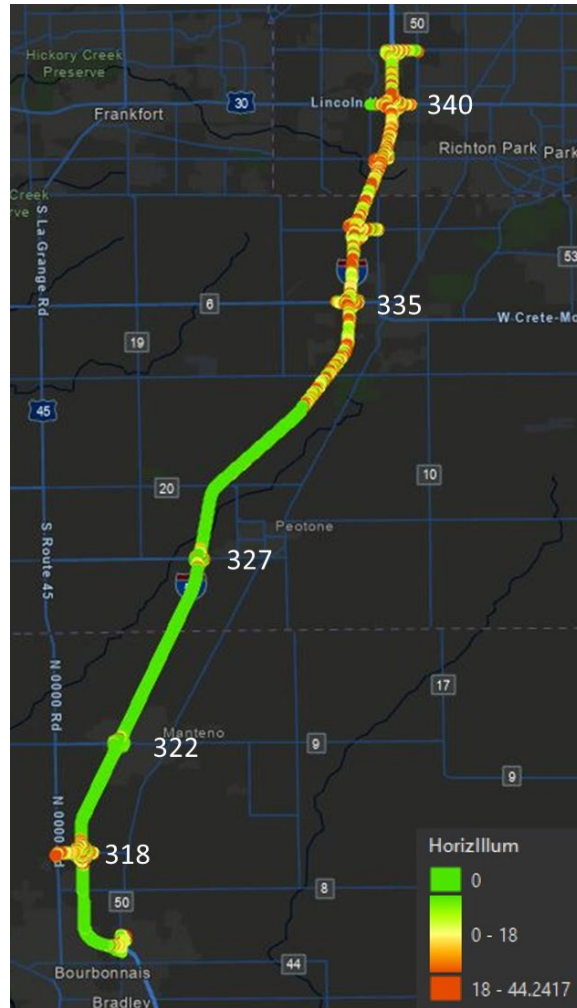 50
Hickory Creek
Preserve
30
Lincoln
340
Frankfort
Richton Park
Park
Creek
rve
S La Grange Rd
53
6
335
W Crete-Mo
19
45
20
10
Peotone
S Route 45
327
N 0000 Rd
17
Manteno
322
9
9
N 0000 Rd
318
HorizIllum
0
8
0 - 18
50
44
18 - 44.2417
Bourbonnais
Bradley